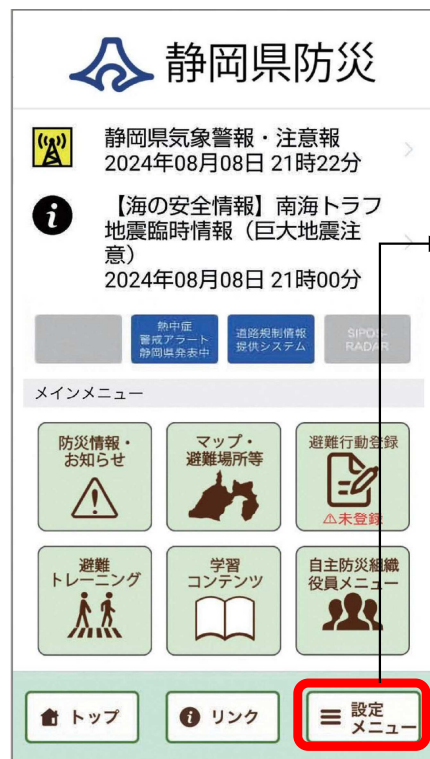 静岡県防災
静岡県気象警報・注意報
2024年08月08日 21時22分
【海の安全情報】南海トラフ
地震臨時情報（巨大地震注
意）
2024年08月08日 21時00分
熱中症
警戒アラート
静岡県発表中
道路規制情報
提供システム
SIPOS-
RADAR
メインメニュー
防災情報・
お知らせ
マップ・
避難場所等
避難行動登録
⚠未登録
避難
トレーニング
学習
コンテンツ
自主防災組織
役員メニュー
トップ
リンク
設定
メニュー